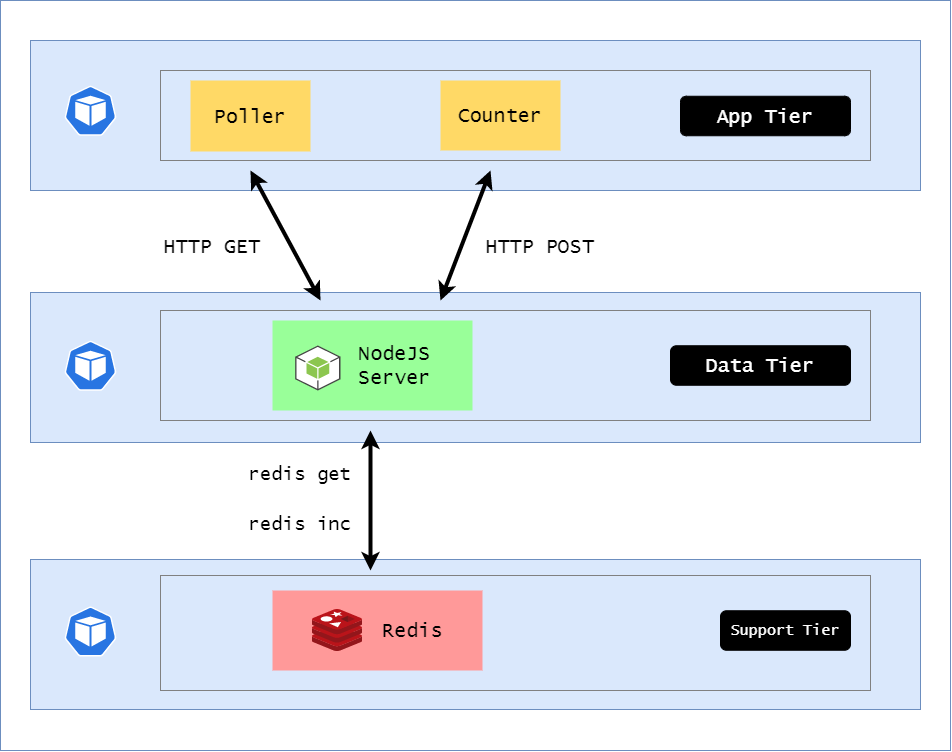 Poller
Counter
App Tier
HTTP GET
HTTP POST
NodeJS
Server
Data Tier
redis get
redis inc
Redis
Support Tier